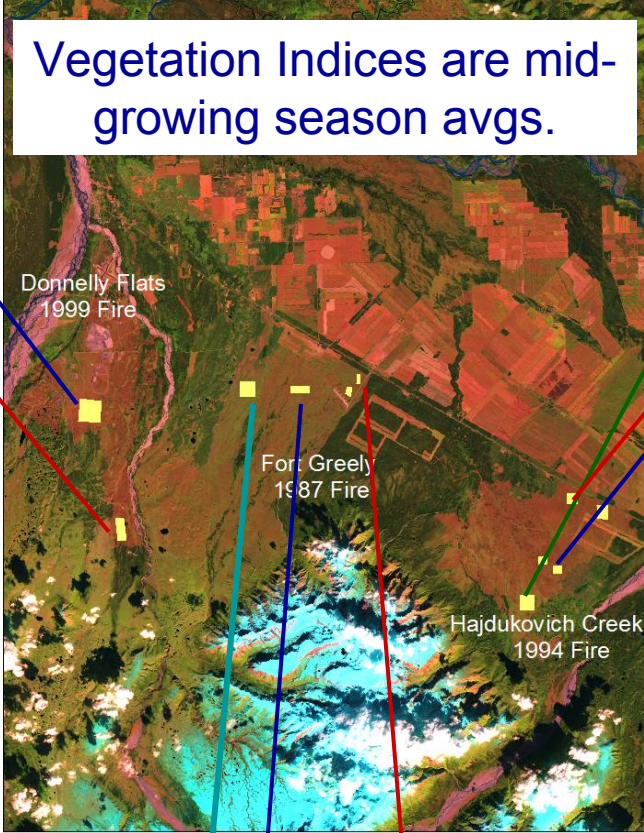 Vegetation Indices are mid-
growing season avgs.
Donnelly Flats
1999 Fire
Fort Greely
1987 Fire
Hajdukovich Creek
1994 Fire